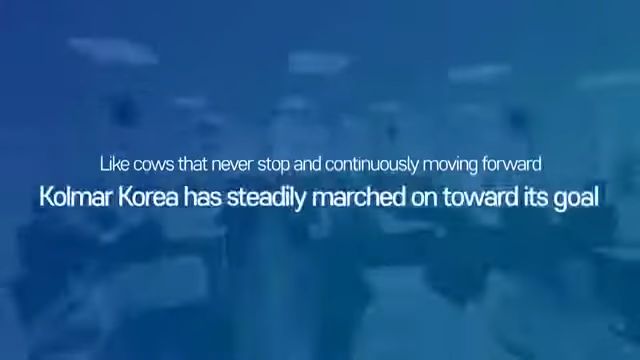 Like cows that never stop and continuously moving forward
Kolmar Korea has steadily marched on toward its goal